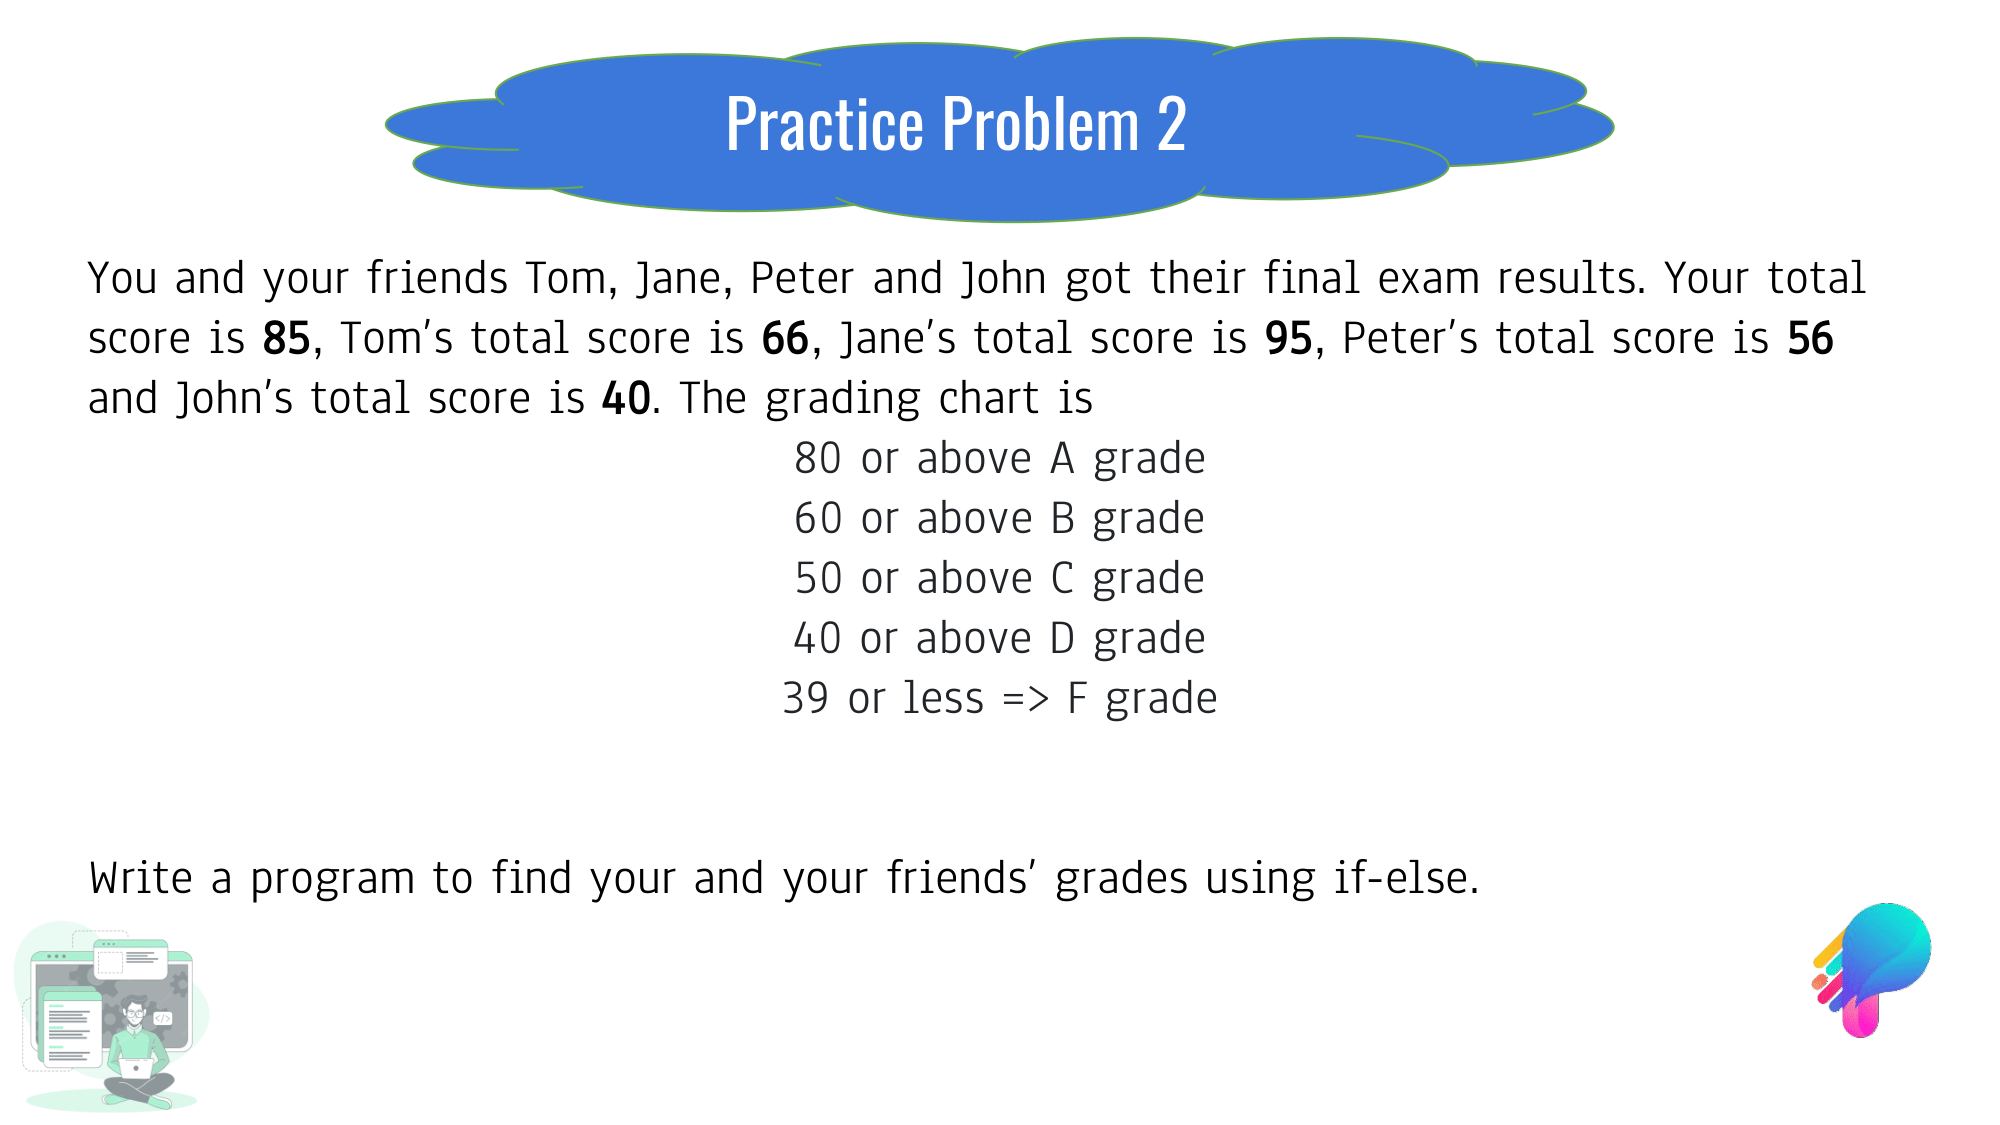 Practice Problem 2
You and your friends Tom, Jane, Peter and John got their final exam results. Your total
score is 85, Tom's total score is 66, Jane's total score is 95, Peter's total score is 56
and John's total score is 40. The grading chart is
80 or above A grade
60 or above B grade
50 or above C grade
40 or above D grade
39 or less => F grade
Write a program to find your and your friends' grades using if-else.